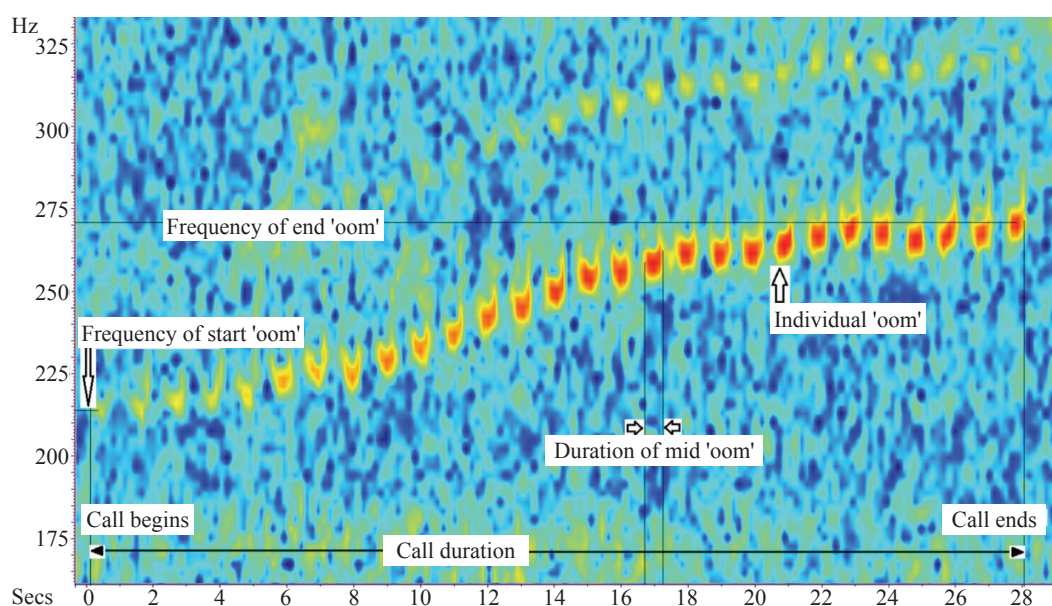 Hz
325
300
275
Frequency of end 'oom'
250
Individual 'oom'
Frequency of start 'oom'
225
200
Duration of mid 'oom'
Call begins
Call ends
175
Call duration
Secs 0 2 4 6 8 10 12 14 16 18 20 22 24 26 28